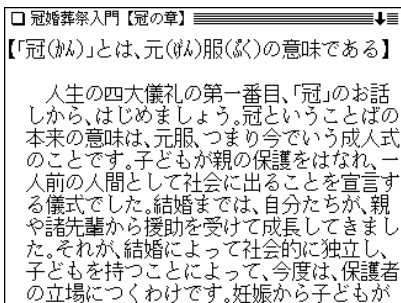 冠婚葬祭入門【冠の章】
【「冠(かん)」とは、元(げん)服(ぷく)の意味である】
人生の四大儀礼の第一番目、「冠」のお話
しから、はじめましょう。冠ということばの
本来の意味は、元服、つまり今でいう成人式
のことです。子どもが親の保護をはなれ、一
人前の人間として社会に出ることを宣言す
る儀式でした。結婚までは、自分たちが、親
や諸先輩から援助を受けて成長してきまし
た。それが、結婚によって社会的に独立し、
子どもを持つことによって、今度は、保護者
の立場につくわけです。妊娠から子どもが